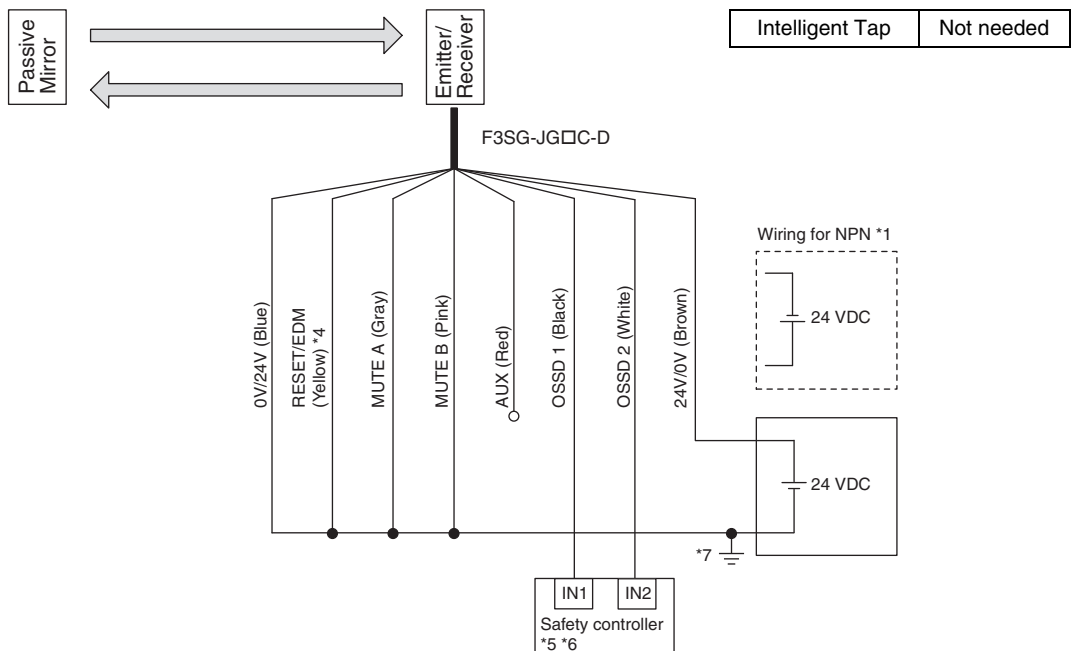 Passive
Mirror
Emitter/
Receiver
Intelligent Tap Not needed
F3SG-JG□C-D
0V/24V (Blue)
RESET/EDM
(Yellow) *4
MUTE A (Gray)
MUTE B (Pink)
AUX (Red)
OSSD 1 (Black)
OSSD 2 (White)
24V/0V (Brown)
Wiring for NPN *1
24 VDC
24 VDC
*7
IN1 IN2
Safety controller
*5 *6